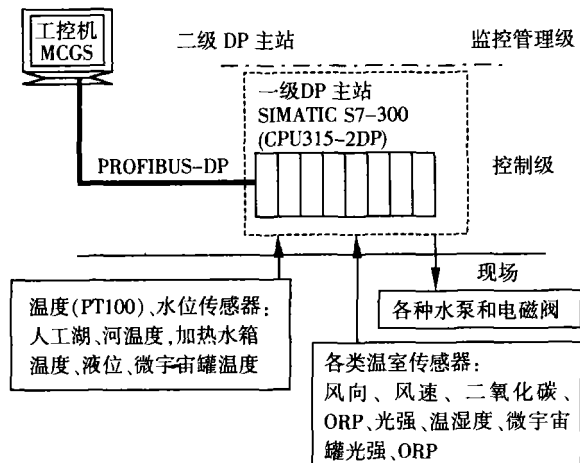 工控机
MCGS
二级 DP 主站
监控管理级
一级DP 主站
SIMATIC S7-300
(CPU315-2DP)
PROFIBUS-DP
控制级
现场
温度(PT100)、水位传感器:
人工湖、河温度,加热水箱
温度、液位、微宇宙罐温度
各种水泵和电磁阀
各类温室传感器:
风向、风速、二氧化碳、
ORP、光强、温湿度、微宇宙
罐光强、ORP